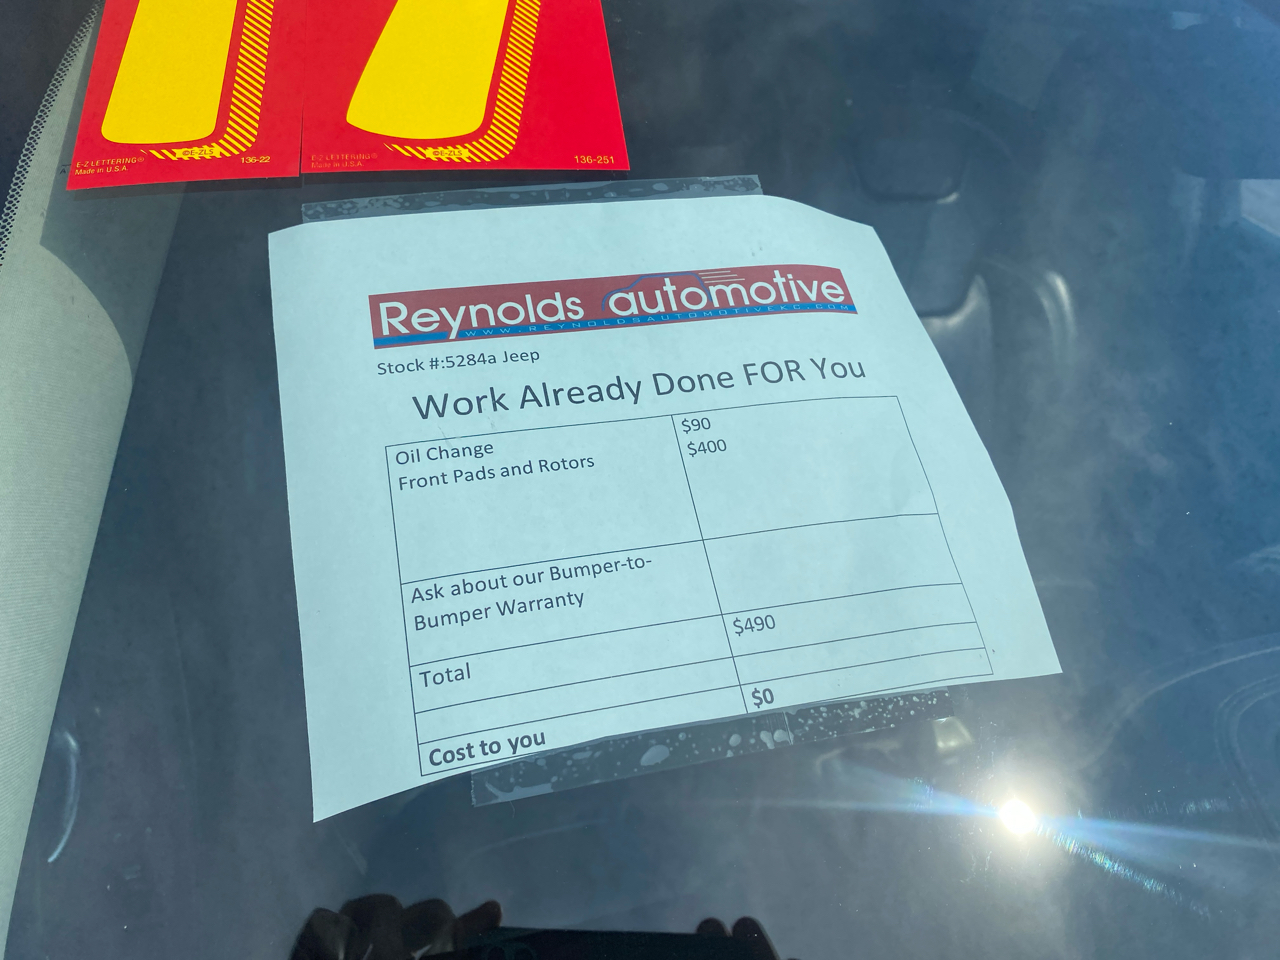 E-Z LETTERING®
Made in U.S.A.
©E-ZLS
136-22
E-Z LETTERING®
Made in U.S.A.
©E-ZLS
136-251
Reynolds automotive
WWW.REYNOLDSAUTOMOTIVEKC.COM
Stock #:5284a Jeep
Work Already Done FOR You
Oil Change $90
Front Pads and Rotors $400
Ask about our Bumper-to-
Bumper Warranty
Total $490
Cost to you $0